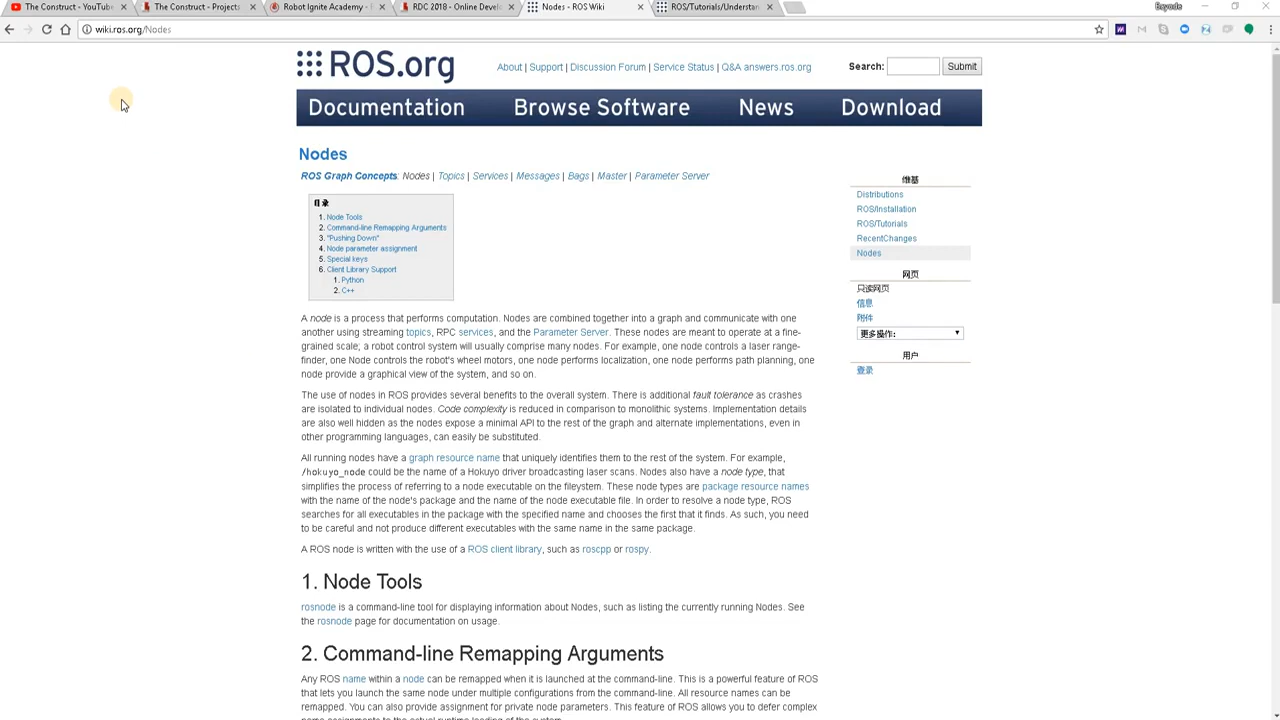 The Construct - YouTub
The Construct - Projects
Robot Ignite Academy -
RDC 2018 - Online Devel
Nodes - ROS Wiki
ROS/Tutorials/Understan
Bayode
wiki.ros.org/Nodes
ROS.org
About | Support | Discussion Forum | Service Status | Q&A answers.ros.org
Search:
Submit
Documentation
Browse Software
News
Download
Nodes
ROS Graph Concepts: Nodes | Topics | Services | Messages | Bags | Master | Parameter Server
目录
1. Node Tools
2. Command-line Remapping Arguments
3. "Pushing Down"
4. Node parameter assignment
5. Special keys
6. Client Library Support
1. Python
2. C++
A node is a process that performs computation. Nodes are combined together into a graph and communicate with one
another using streaming topics, RPC services, and the Parameter Server. These nodes are meant to operate at a fine-
grained scale; a robot control system will usually comprise many nodes. For example, one node controls a laser range-
finder, one Node controls the robot's wheel motors, one node performs localization, one node performs path planning, one
node provide a graphical view of the system, and so on.
The use of nodes in ROS provides several benefits to the overall system. There is additional fault tolerance as crashes
are isolated to individual nodes. Code complexity is reduced in comparison to monolithic systems. Implementation details
are also well hidden as the nodes expose a minimal API to the rest of the graph and alternate implementations, even in
other programming languages, can easily be substituted.
All running nodes have a graph resource name that uniquely identifies them to the rest of the system. For example,
/hokuyo_node could be the name of a Hokuyo driver broadcasting laser scans. Nodes also have a node type, that
simplifies the process of referring to a node executable on the fileystem. These node types are package resource names
with the name of the node's package and the name of the node executable file. In order to resolve a node type, ROS
searches for all executables in the package with the specified name and chooses the first that it finds. As such, you need
to be careful and not produce different executables with the same name in the same package.
A ROS node is written with the use of a ROS client library, such as roscpp or rospy.
1. Node Tools
rosnode is a command-line tool for displaying information about Nodes, such as listing the currently running Nodes. See
the rosnode page for documentation on usage.
2. Command-line Remapping Arguments
Any ROS name within a node can be remapped when it is launched at the command-line. This is a powerful feature of ROS
that lets you launch the same node under multiple configurations from the command-line. All resource names can be
remapped. You can also provide assignment for private node parameters. This feature of ROS allows you to defer complex
name assignments to the actual runtime loading of the system.
维基
Distributions
ROS/Installation
ROS/Tutorials
RecentChanges
Nodes
网页
只读网页
信息
附件
更多操作:
用户
登录